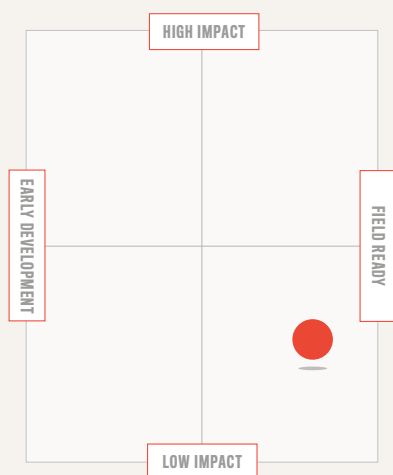 HIGH IMPACT
EARLY DEVELOPMENT
FIELD READY
LOW IMPACT